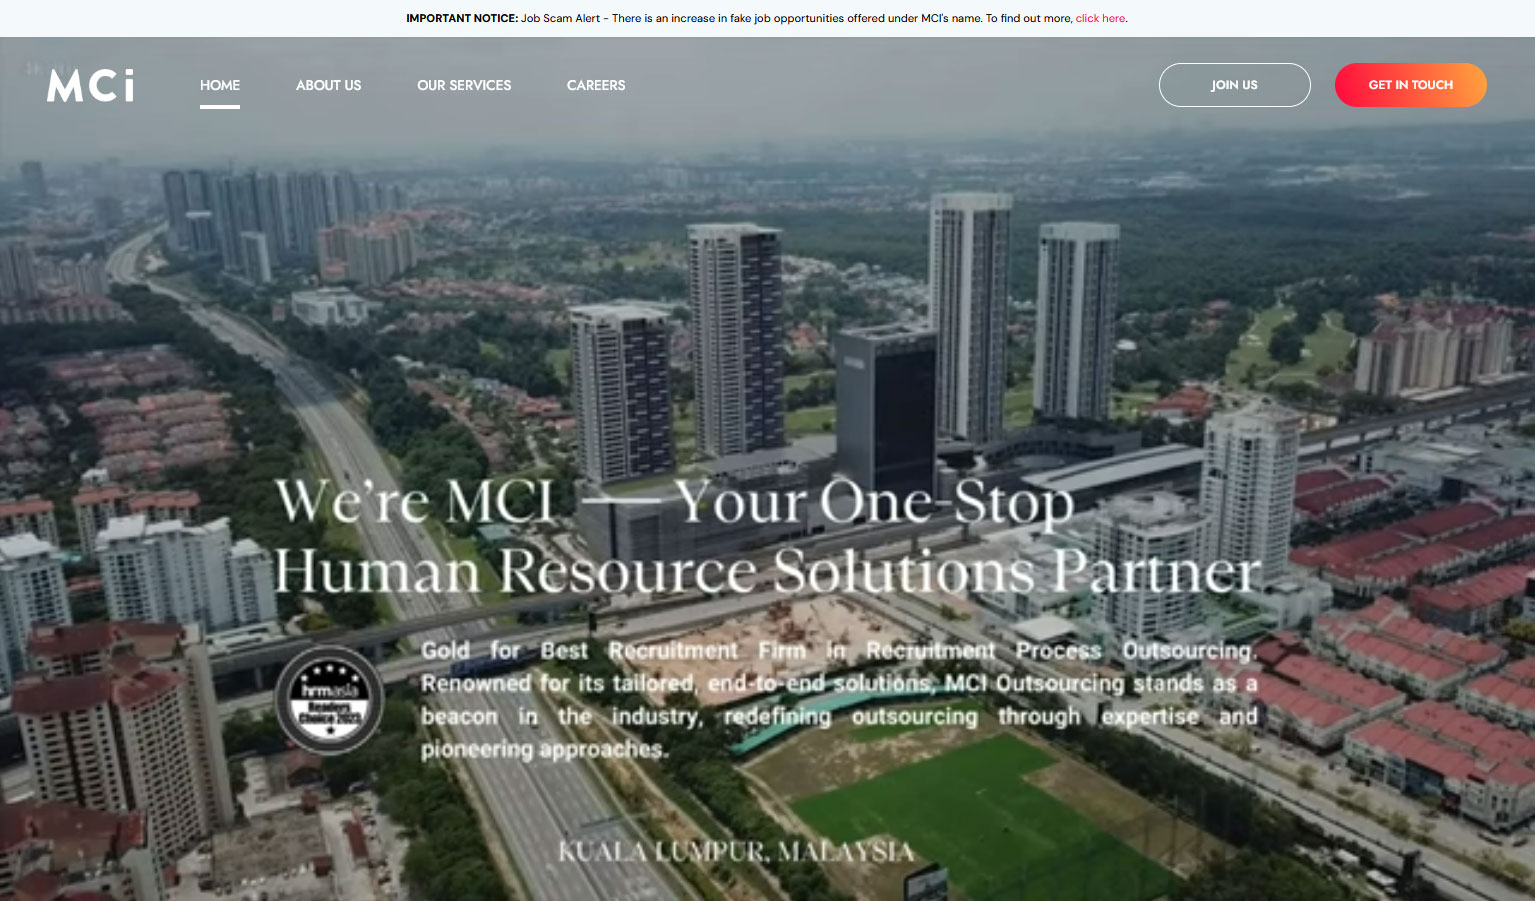 IMPORTANT NOTICE: Job Scam Alert - There is an increase in fake job opportunities offered under MCI's name. To find out more, click here.
MCi
HOME
ABOUT US
OUR SERVICES
CAREERS
JOIN US
GET IN TOUCH
We're MCI — Your One-Stop
Human Resource Solutions Partner
Gold for Best Recruitment Firm in Recruitment Process Outsourcing.
Renowned for its tailored, end-to-end solutions, MCI Outsourcing stands as a
beacon in the industry, redefining outsourcing through expertise and
pioneering approaches.
hrmasia
Readers
Choice 2023
KUALA LUMPUR, MALAYSIA